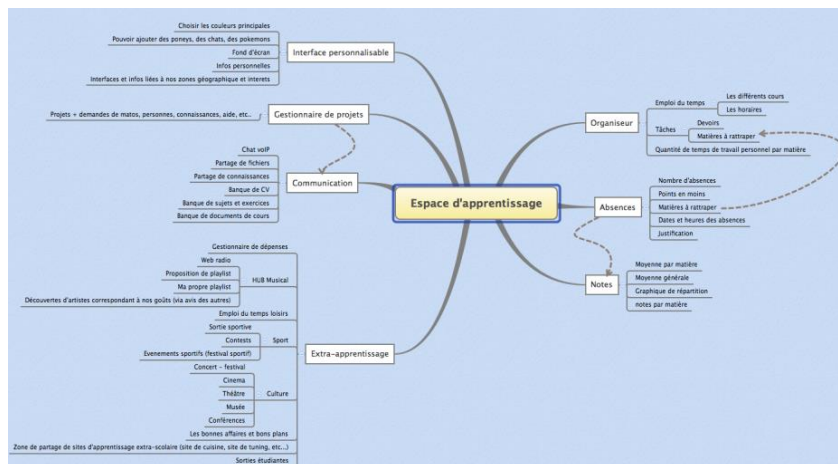 Choisir les couleurs principales
Pouvoir ajouter des poneys, des chats, des pokemons
Fond d'écran
Infos personnelles
Interfaces et infos liées à nos zones géographique et interets
Interface personnalisable
Projets + demandes de matos, personnes, connaissances, aide, etc..
Gestionnaire de projets
Chat voIP
Partage de fichiers
Partage de connaissances
Banque de CV
Banque de sujets et exercices
Banque de documents de cours
Communication
Gestionnaire de dépenses
Web radio
Proposition de playlist
Ma propre playlist
Découvertes d'artistes correspondant à nos goûts (via avis des autres)
HUB Musical
Emploi du temps loisirs
Sortie sportive
Contests
Evenements sportifs (festival sportif)
Sport
Extra-apprentissage
Concert - festival
Cinema
Théâtre
Musée
Conférences
Culture
Les bonnes affaires et bons plans
Zone de partage de sites d'apprentissage extra-scolaire (site de cuisine, site de tuning, etc...)
Sorties étudiantes
Espace d'apprentissage
Organiseur
Emploi du temps
Les différents cours
Les horaires
Tâches
Devoirs
Matières à rattraper
Quantité de temps de travail personnel par matière
Absences
Nombre d'absences
Points en moins
Matières à rattraper
Dates et heures des absences
Justification
Notes
Moyenne par matière
Moyenne générale
Graphique de répartition
notes par matière